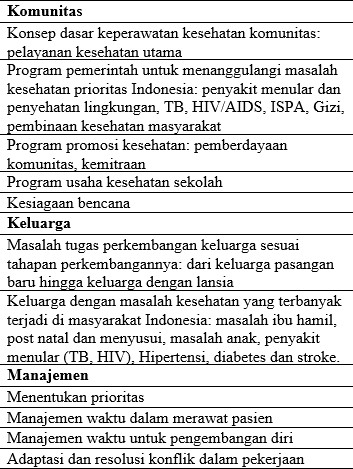 Komunitas
Konsep dasar keperawatan kesehatan komunitas:
pelayanan kesehatan utama
Program pemerintah untuk menanggulangi masalah
kesehatan prioritas Indonesia: penyakit menular dan
penyehatan lingkungan, TB, HIV/AIDS, ISPA, Gizi,
pembinaan kesehatan masyarakat
Program promosi kesehatan: pemberdayaan
komunitas, kemitraan
Program usaha kesehatan sekolah
Kesiagaan bencana
Keluarga
Masalah tugas perkembangan keluarga sesuai
tahapan perkembangannya: dari keluarga pasangan
baru hingga keluarga dengan lansia
Keluarga dengan masalah kesehatan yang terbanyak
terjadi di masyarakat Indonesia: masalah ibu hamil,
post natal dan menyusui, masalah anak, penyakit
menular (TB, HIV), Hipertensi, diabetes dan stroke.
Manajemen
Menentukan prioritas
Manajemen waktu dalam merawat pasien
Manajemen waktu untuk pengembangan diri
Adaptasi dan resolusi konflik dalam pekerjaan